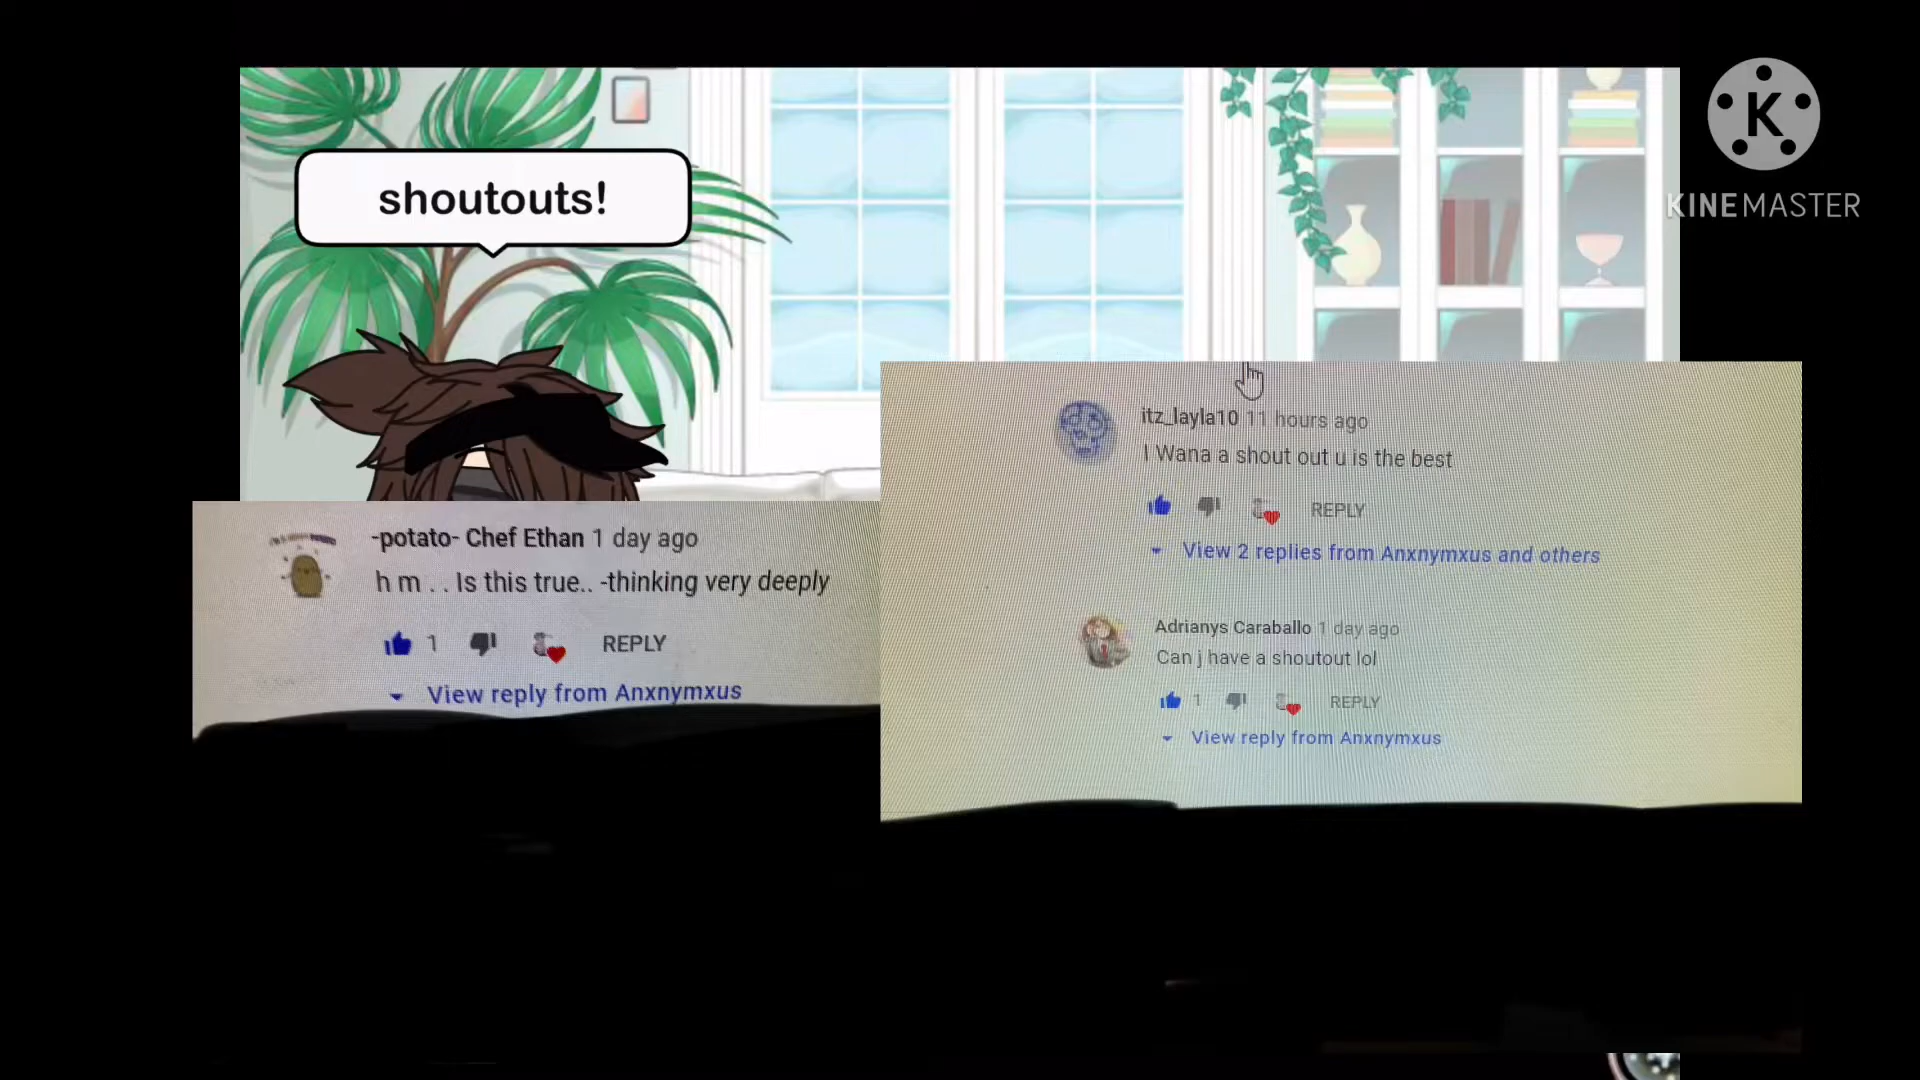 K
KINEMASTER
shoutouts!
itz_layla10 11 hours ago
I Wana a shout out u is the best
REPLY
View 2 replies from Anxnymxus and others
-potato- Chef Ethan 1 day ago
h m . . Is this true.. -thinking very deeply
1 REPLY
View reply from Anxnymxus
Adrianys Caraballo 1 day ago
Can j have a shoutout lol
1 REPLY
View reply from Anxnymxus